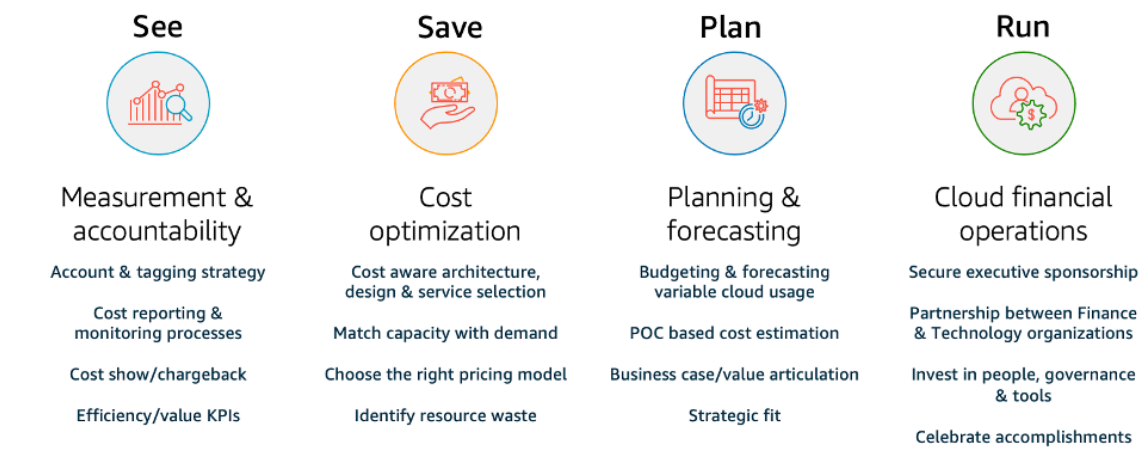 See
Measurement &
accountability
Account & tagging strategy
Cost reporting &
monitoring processes
Cost show/chargeback
Efficiency/value KPIs
Save
Cost
optimization
Cost aware architecture,
design & service selection
Match capacity with demand
Choose the right pricing model
Identify resource waste
Plan
Planning &
forecasting
Budgeting & forecasting
variable cloud usage
POC based cost estimation
Business case/value articulation
Strategic fit
Run
$
Cloud financial
operations
Secure executive sponsorship
Partnership between Finance
& Technology organizations
Invest in people, governance
& tools
Celebrate accomplishments